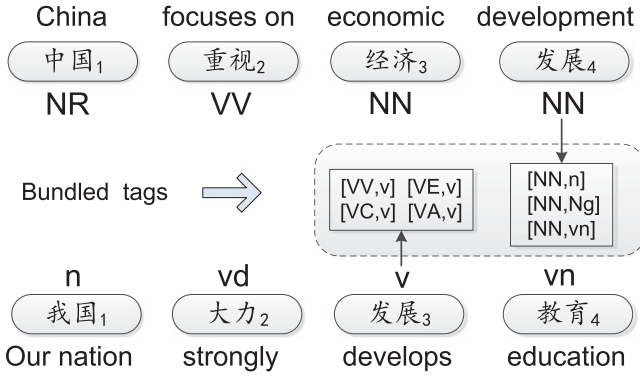 China focuses on economic development
中国1 重视2 经济3 发展4
NR VV NN NN
[VV,v] [VE,v] [NN,n]
[VC,v] [VA,v] [NN,Ng]
[NN,vn]
Bundled tags
n vd v vn
我国1 大力2 发展3 教育4
Our nation strongly develops education